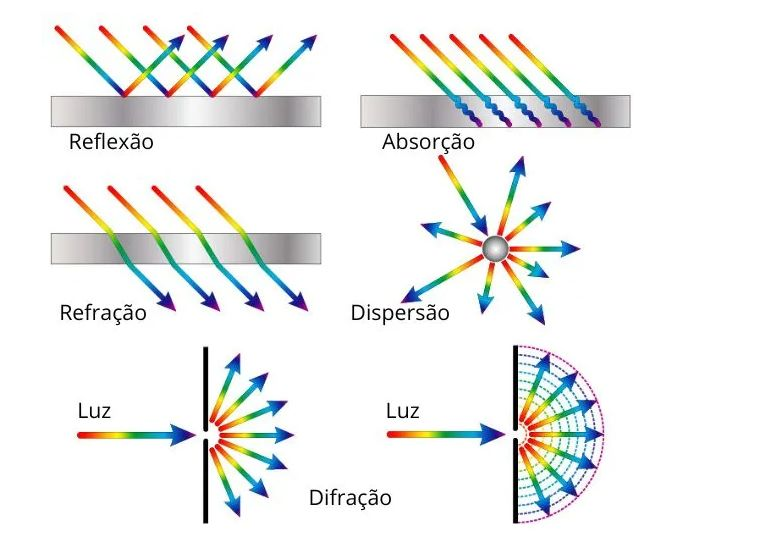 Reflexão
Absorção
Refração
Dispersão
Luz
Luz
Difração